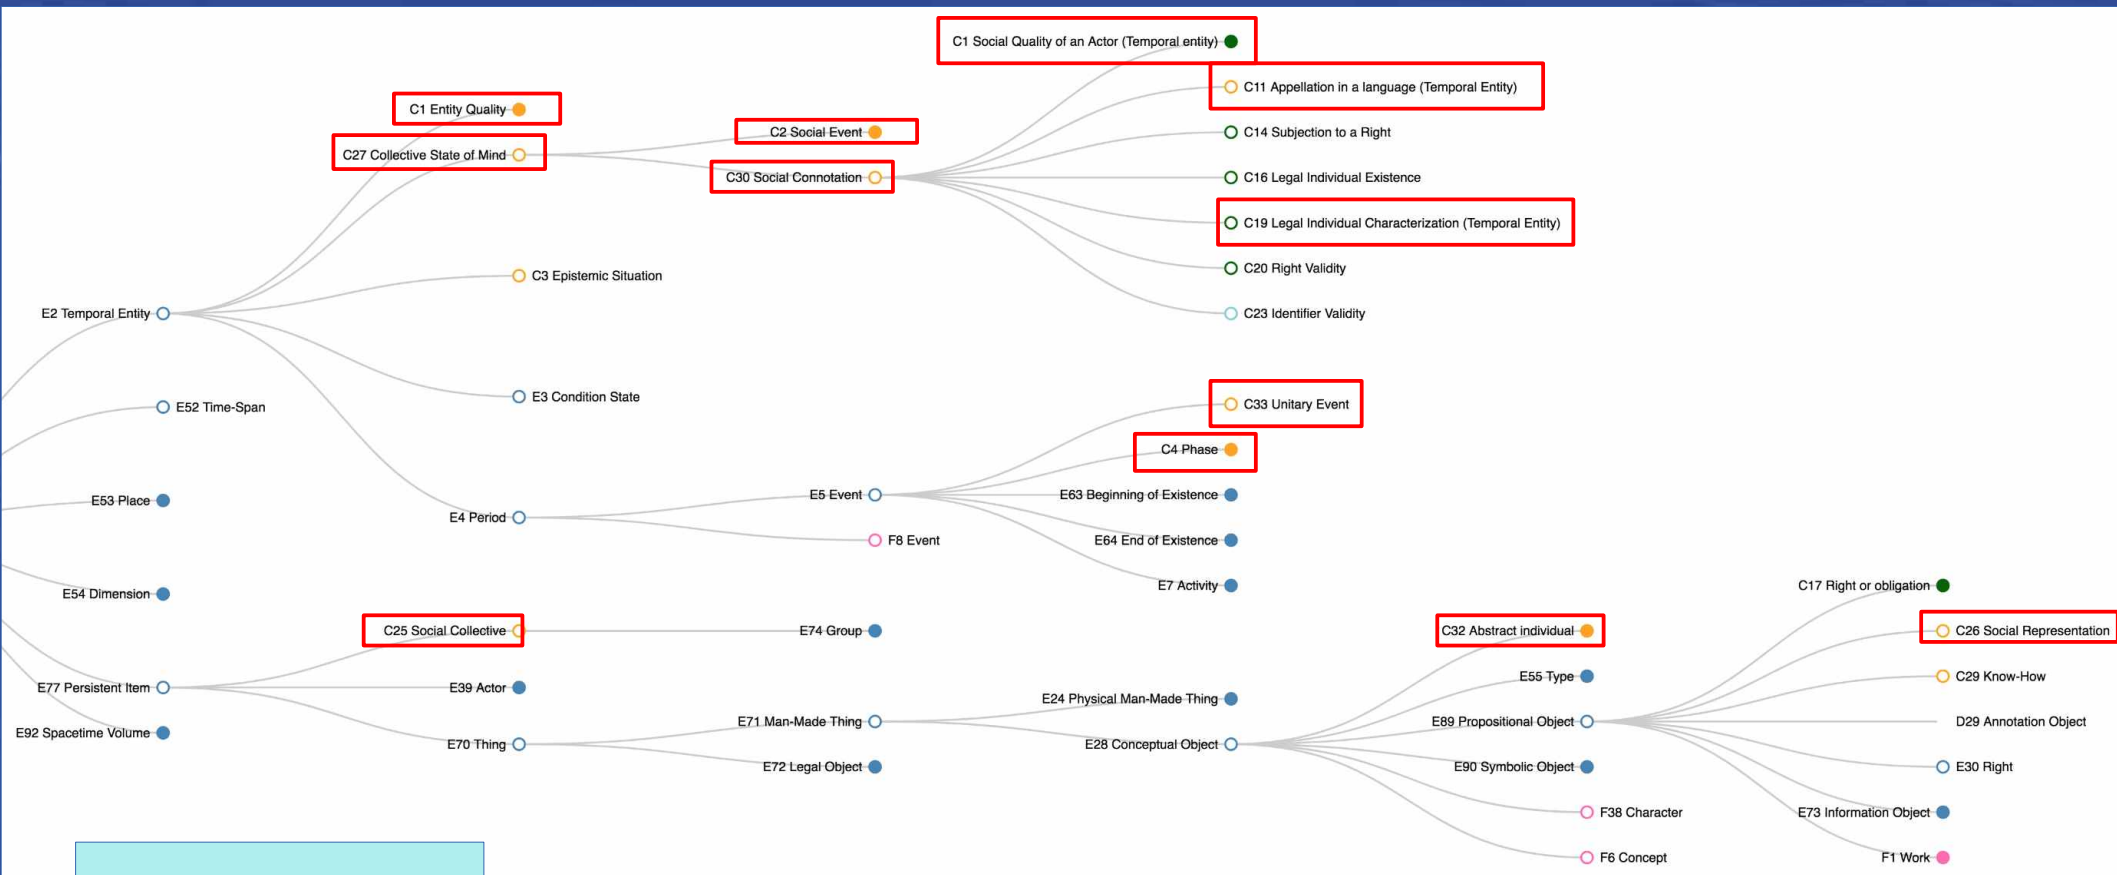 C1 Social Quality of an Actor (Temporal entity)
C11 Appellation in a language (Temporal Entity)
C1 Entity Quality
C2 Social Event
C14 Subjection to a Right
C27 Collective State of Mind
C30 Social Connotation
C16 Legal Individual Existence
C19 Legal Individual Characterization (Temporal Entity)
C3 Epistemic Situation
C20 Right Validity
E2 Temporal Entity
C23 Identifier Validity
E3 Condition State
E52 Time-Span
C33 Unitary Event
C4 Phase
E53 Place
E5 Event
E63 Beginning of Existence
E4 Period
F8 Event
E64 End of Existence
E54 Dimension
E7 Activity
C17 Right or obligation
C25 Social Collective
E74 Group
C32 Abstract individual
C26 Social Representation
E77 Persistent Item
E39 Actor
E24 Physical Man-Made Thing
E55 Type
C29 Know-How
E92 Spacetime Volume
E71 Man-Made Thing
E89 Propositional Object
D29 Annotation Object
E70 Thing
E28 Conceptual Object
E72 Legal Object
E90 Symbolic Object
E30 Right
F38 Character
E73 Information Object
F6 Concept
F1 Work